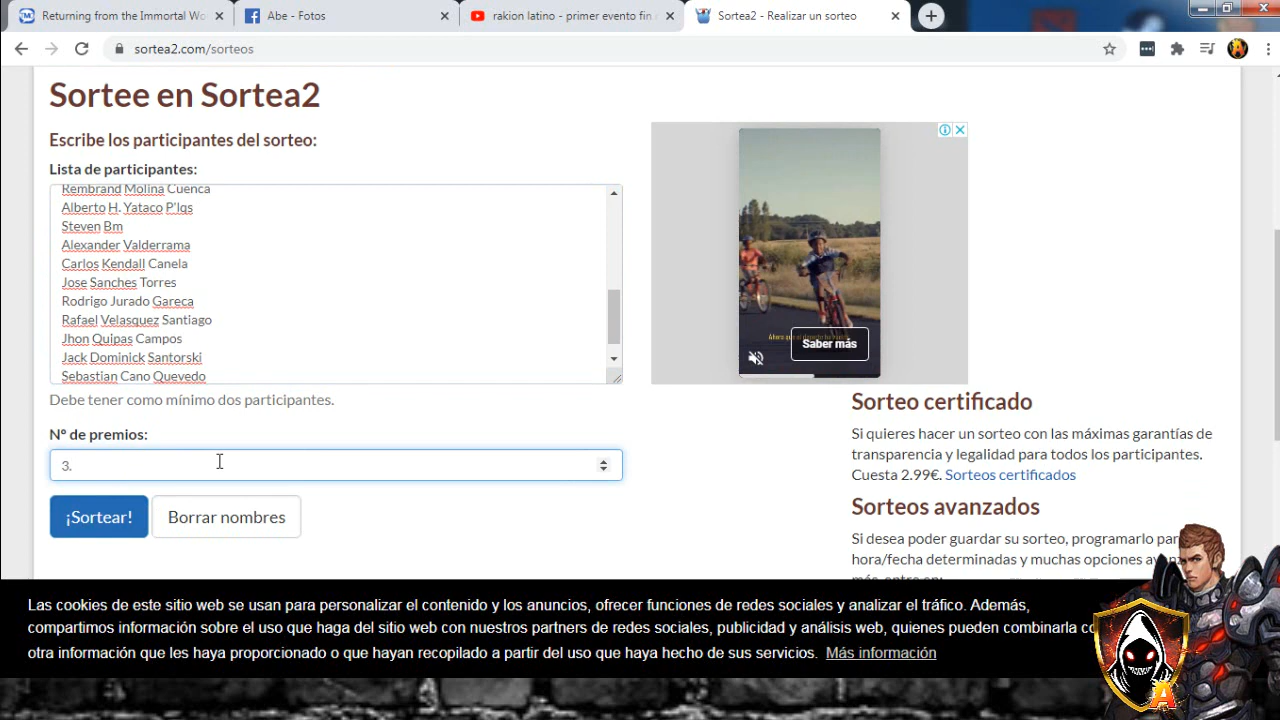 Returning from the Immortal Wo
Abe - Fotos
rakion latino - primer evento fin
Sortea2 - Realizar un sorteo
sortea2.com/sorteos
Sortee en Sortea2
Escribe los participantes del sorteo:
Lista de participantes:
Rembrand Molina Cuenca
Alberto H. Yataco P'lqs
Steven Bm
Alexander Valderrama
Carlos Kendall Canela
Jose Sanches Torres
Rodrigo Jurado Gareca
Rafael Velasquez Santiago
Jhon Quipas Campos
Jack Dominick Santorski
Sebastian Cano Quevedo
Debe tener como mínimo dos participantes.
Nº de premios:
3.
¡Sortear!
Borrar nombres
Saber más
Sorteo certificado
Si quieres hacer un sorteo con las máximas garantías de
transparencia y legalidad para todos los participantes.
Cuesta 2.99€. Sorteos certificados
Sorteos avanzados
Si desea poder guardar su sorteo, programarlo par
hora/fecha determinadas y muchas opciones avanz
Las cookies de este sitio web se usan para personalizar el contenido y los anuncios, ofrecer funciones de redes sociales y analizar el tráfico. Además,
compartimos información sobre el uso que haga del sitio web con nuestros partners de redes sociales, publicidad y análisis web, quienes pueden combinarla co
otra información que les haya proporcionado o que hayan recopilado a partir del uso que haya hecho de sus servicios. Más información
A